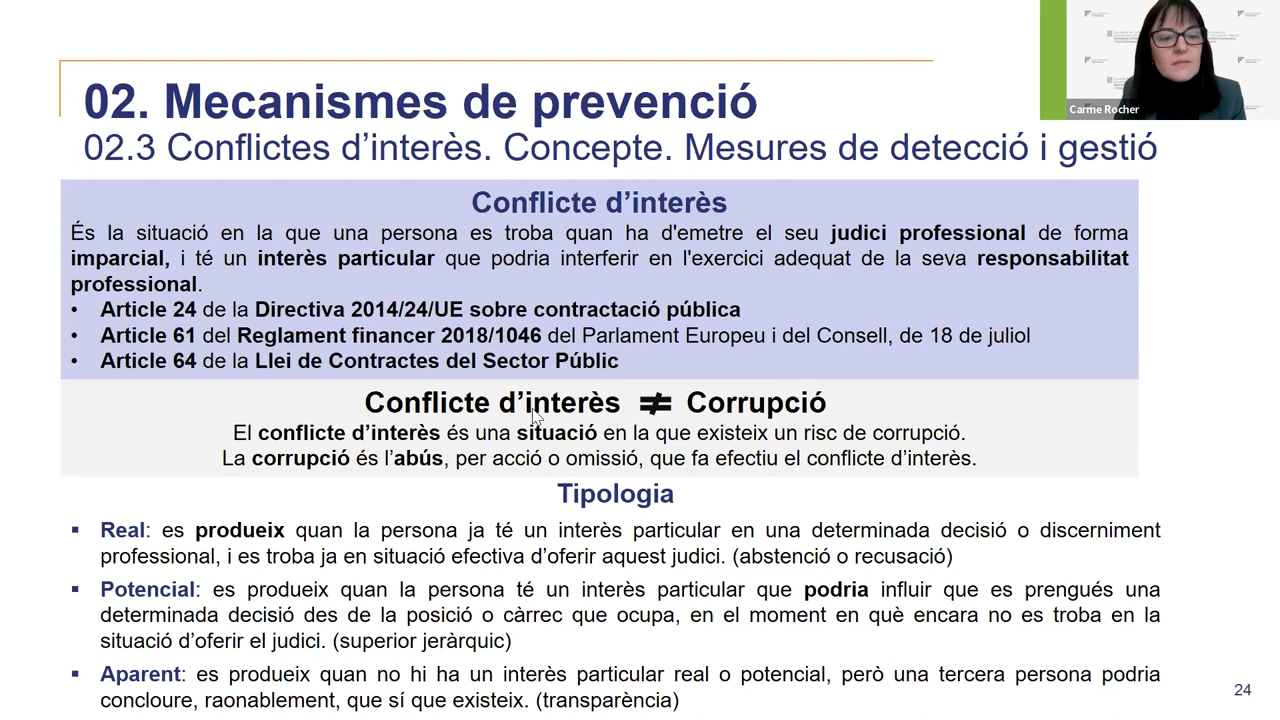 02. Mecanismes de prevenció
02.3 Conflictes d’interès. Concepte. Mesures de detecció i gestió
Carme Rocher
Conflicte d’interès
És la situació en la que una persona es troba quan ha d'emetre el seu judici professional de forma
imparcial, i té un interès particular que podria interferir en l'exercici adequat de la seva responsabilitat
professional.
• Article 24 de la Directiva 2014/24/UE sobre contractació pública
• Article 61 del Reglament financer 2018/1046 del Parlament Europeu i del Consell, de 18 de juliol
• Article 64 de la Llei de Contractes del Sector Públic
Conflicte d’interès ≠ Corrupció
El conflicte d’interès és una situació en la que existeix un risc de corrupció.
La corrupció és l’abús, per acció o omissió, que fa efectiu el conflicte d’interès.
Tipologia
▪ Real: es produeix quan la persona ja té un interès particular en una determinada decisió o discerniment
professional, i es troba ja en situació efectiva d’oferir aquest judici. (abstenció o recusació)
▪ Potencial: es produeix quan la persona té un interès particular que podria influir que es prengués una
determinada decisió des de la posició o càrrec que ocupa, en el moment en què encara no es troba en la
situació d’oferir el judici. (superior jeràrquic)
▪ Aparent: es produeix quan no hi ha un interès particular real o potencial, però una tercera persona podria
concloure, raonablement, que sí que existeix. (transparència)
24